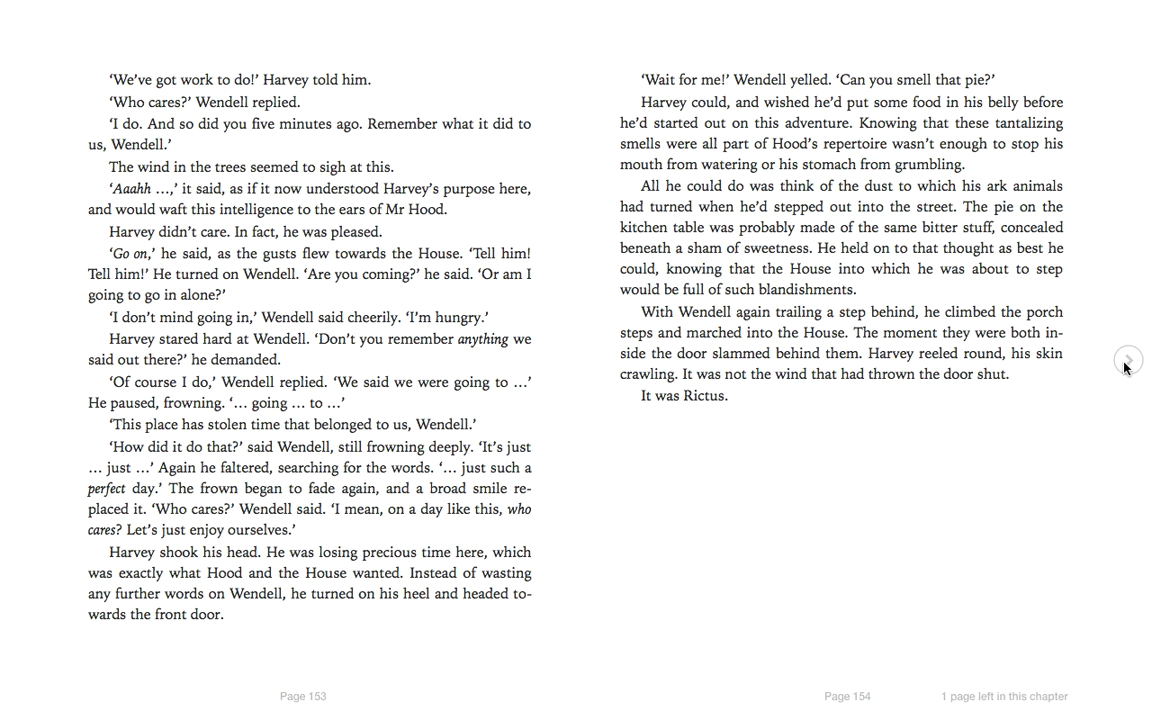 ‘We’ve got work to do!’ Harvey told him.
‘Who cares?’ Wendell replied.
‘I do. And so did you five minutes ago. Remember what it did to
us, Wendell.’
The wind in the trees seemed to sigh at this.
‘Aaahh …,’ it said, as if it now understood Harvey’s purpose here,
and would waft this intelligence to the ears of Mr Hood.
Harvey didn’t care. In fact, he was pleased.
‘Go on,’ he said, as the gusts flew towards the House. ‘Tell him!
Tell him!’ He turned on Wendell. ‘Are you coming?’ he said. ‘Or am I
going to go in alone?’
‘I don’t mind going in,’ Wendell said cheerily. ‘I’m hungry.’
Harvey stared hard at Wendell. ‘Don’t you remember anything we
said out there?’ he demanded.
‘Of course I do,’ Wendell replied. ‘We said we were going to …’
He paused, frowning. ‘… going … to …’
‘This place has stolen time that belonged to us, Wendell.’
‘How did it do that?’ said Wendell, still frowning deeply. ‘It’s just
… just …’ Again he faltered, searching for the words. ‘… just such a
perfect day.’ The frown began to fade again, and a broad smile re-
placed it. ‘Who cares?’ Wendell said. ‘I mean, on a day like this, who
cares? Let’s just enjoy ourselves.’
Harvey shook his head. He was losing precious time here, which
was exactly what Hood and the House wanted. Instead of wasting
any further words on Wendell, he turned on his heel and headed to-
wards the front door.
Page 153
‘Wait for me!’ Wendell yelled. ‘Can you smell that pie?’
Harvey could, and wished he’d put some food in his belly before
he’d started out on this adventure. Knowing that these tantalizing
smells were all part of Hood’s repertoire wasn’t enough to stop his
mouth from watering or his stomach from grumbling.
All he could do was think of the dust to which his ark animals
had turned when he’d stepped out into the street. The pie on the
kitchen table was probably made of the same bitter stuff, concealed
beneath a sham of sweetness. He held on to that thought as best he
could, knowing that the House into which he was about to step
would be full of such blandishments.
With Wendell again trailing a step behind, he climbed the porch
steps and marched into the House. The moment they were both in-
side the door slammed behind them. Harvey reeled round, his skin
crawling. It was not the wind that had thrown the door shut.
It was Rictus.
Page 154
1 page left in this chapter